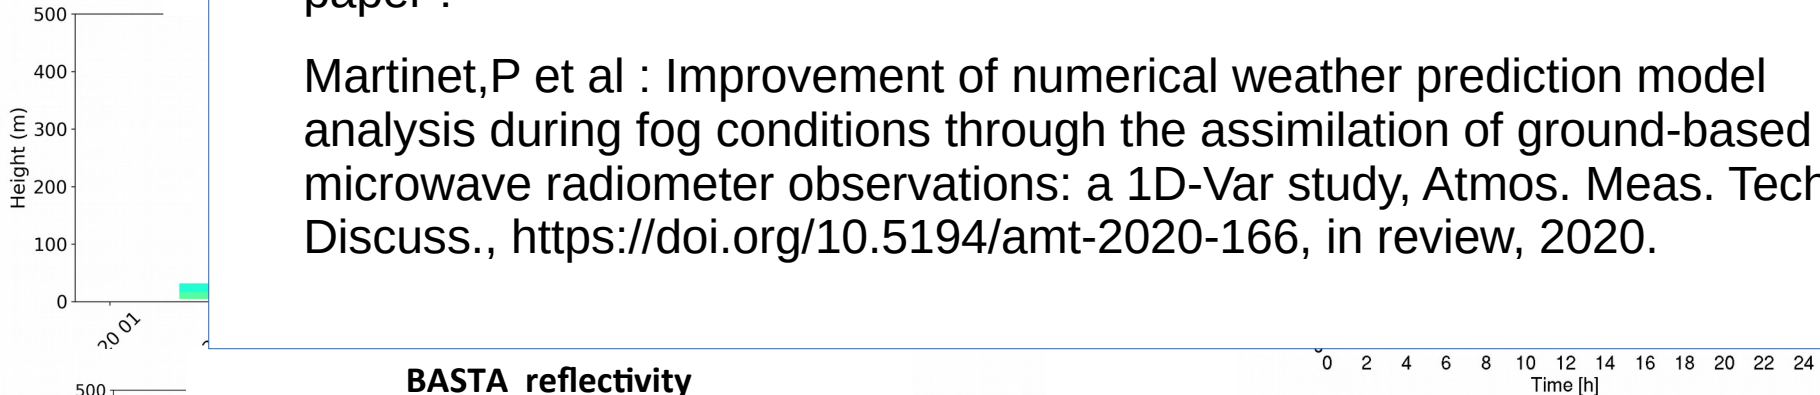 500
paper :
400
Martinet,P et al : Improvement of numerical weather prediction model
300
analysis during fog conditions through the assimilation of ground-based
200
microwave radiometer observations: a 1D-Var study, Atmos. Meas. Tech
100
Discuss., https://doi.org/10.5194/amt-2020-166, in review, 2020.
0
Height (m)
20 01
0 2 4 6 8 10 12 14 16 18 20 22 24
Time [h]
BASTA reflectivity
500